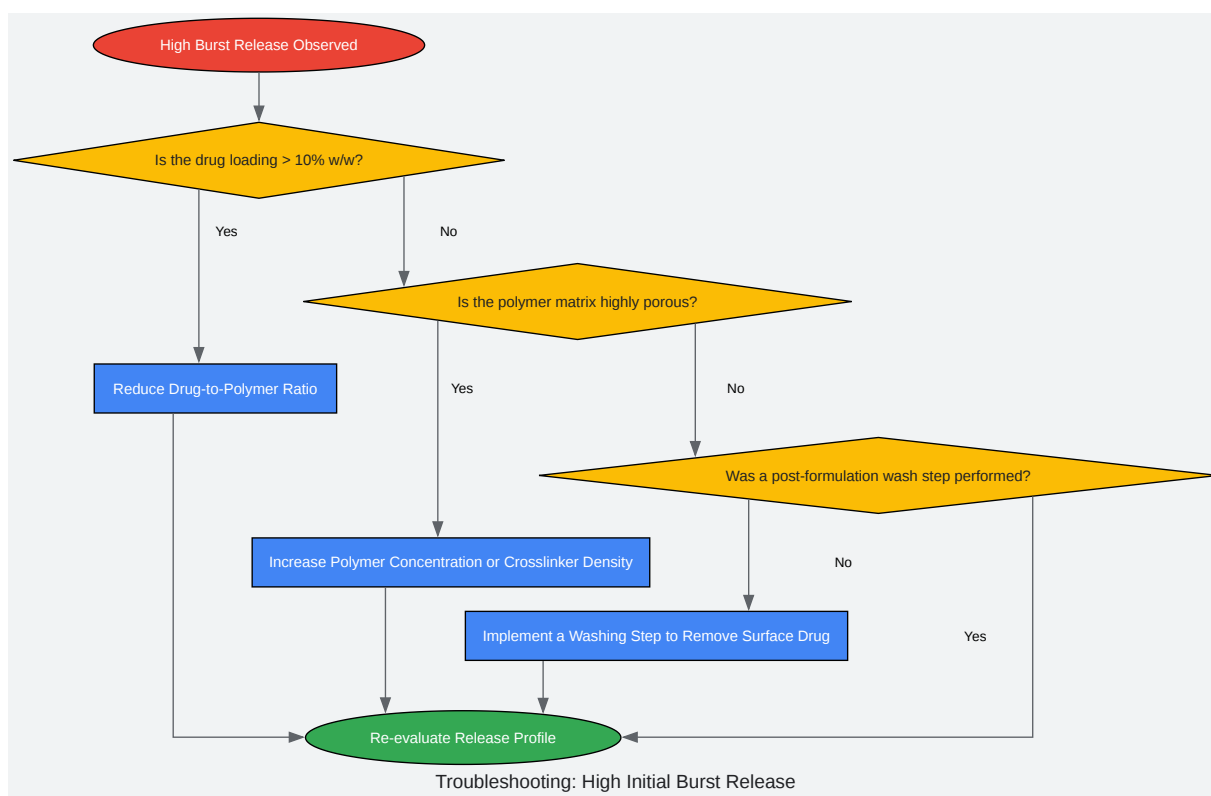 High Burst Release Observed
Is the drug loading > 10% w/w?
Yes
No
Is the polymer matrix highly porous?
Reduce Drug-to-Polymer Ratio
Yes
No
Was a post-formulation wash step performed?
Increase Polymer Concentration or Crosslinker Density
No
Implement a Washing Step to Remove Surface Drug
Yes
Re-evaluate Release Profile
Troubleshooting: High Initial Burst Release